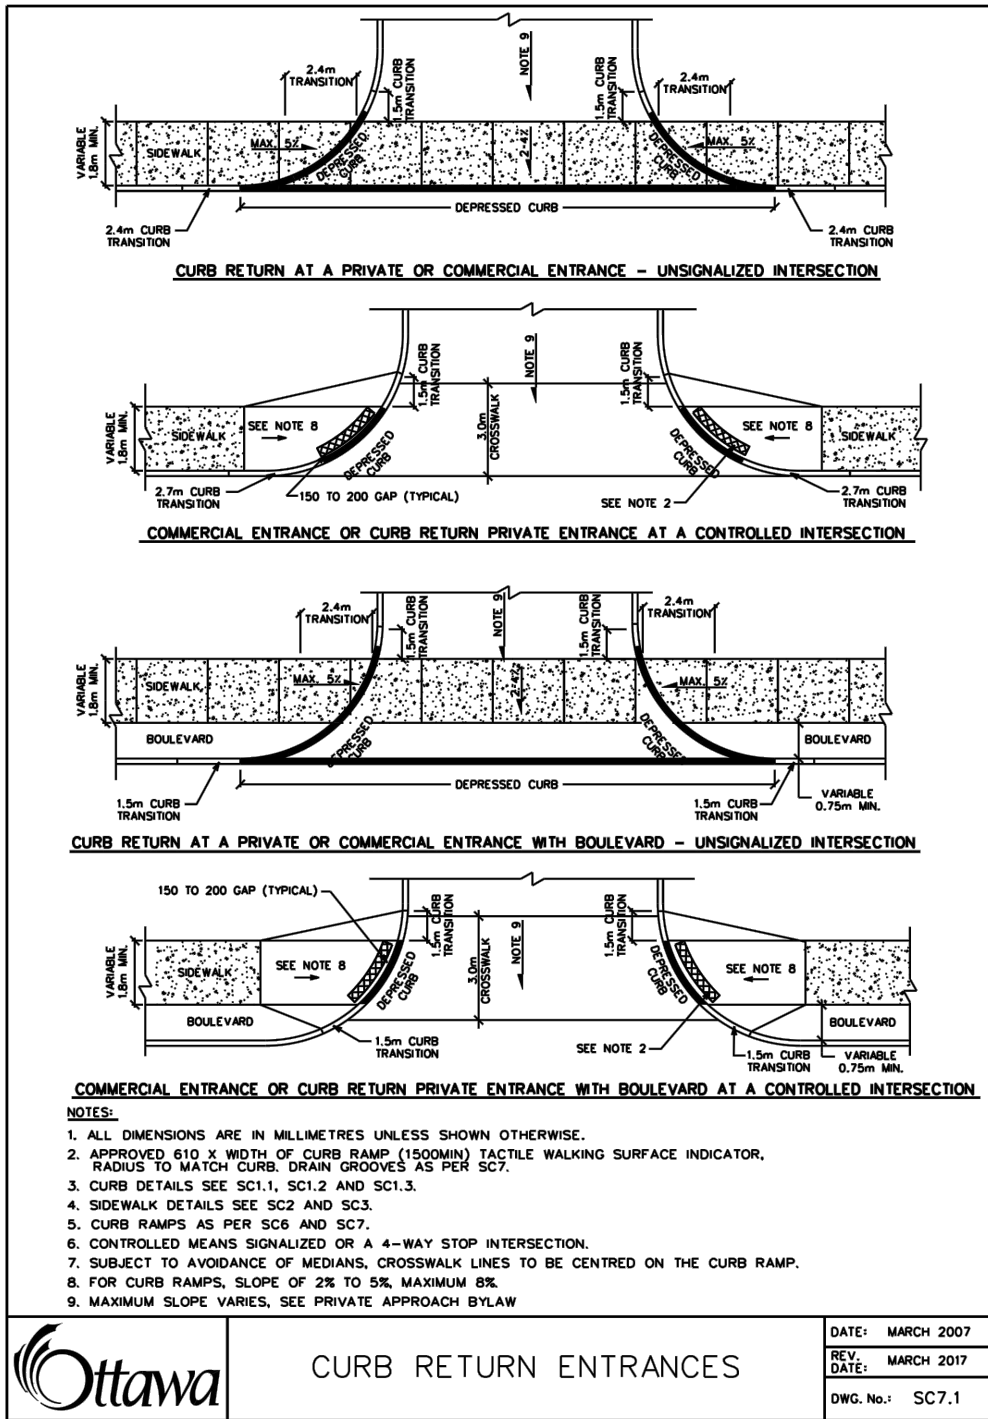 NOTE 9
2.4m
TRANSITION
1.5m CURB
TRANSITION
1.5m CURB
TRANSITION
2.4m
TRANSITION
VARIABLE
1.8m MIN.
SIDEWALK
MAX. 5%
DEPRESSED
CURB
2-4%
DEPRESSED
CURB
MAX. 5%
DEPRESSED CURB
2.4m CURB
TRANSITION
2.4m CURB
TRANSITION
CURB RETURN AT A PRIVATE OR COMMERCIAL ENTRANCE - UNSIGNALIZED INTERSECTION
NOTE 9
1.5m CURB
TRANSITION
1.5m CURB
TRANSITION
VARIABLE
1.8m MIN.
SIDEWALK
SEE NOTE 8
DEPRESSED
CURB
3.0m
CROSSWALK
DEPRESSED
CURB
SEE NOTE 8
SIDEWALK
2.7m CURB
TRANSITION
150 TO 200 GAP (TYPICAL)
SEE NOTE 2
2.7m CURB
TRANSITION
COMMERCIAL ENTRANCE OR CURB RETURN PRIVATE ENTRANCE AT A CONTROLLED INTERSECTION
2.4m
TRANSITION
1.5m CURB
TRANSITION
NOTE 9
1.5m CURB
TRANSITION
2.4m
TRANSITION
VARIABLE
1.8m MIN.
SIDEWALK
MAX. 5%
2-4%
MAX. 5%
BOULEVARD
DEPRESSED
CURB
DEPRESSED
CURB
BOULEVARD
DEPRESSED CURB
1.5m CURB
TRANSITION
1.5m CURB
TRANSITION
VARIABLE
0.75m MIN.
CURB RETURN AT A PRIVATE OR COMMERCIAL ENTRANCE WITH BOULEVARD - UNSIGNALIZED INTERSECTION
150 TO 200 GAP (TYPICAL)
1.5m CURB
TRANSITION
NOTE 9
1.5m CURB
TRANSITION
VARIABLE
1.8m MIN.
SIDEWALK
SEE NOTE 8
DEPRESSED
CURB
3.0m
CROSSWALK
DEPRESSED
CURB
SEE NOTE 8
BOULEVARD
BOULEVARD
1.5m CURB
TRANSITION
SEE NOTE 2
1.5m CURB
TRANSITION
VARIABLE
0.75m MIN.
COMMERCIAL ENTRANCE OR CURB RETURN PRIVATE ENTRANCE WITH BOULEVARD AT A CONTROLLED INTERSECTION
NOTES:
1. ALL DIMENSIONS ARE IN MILLIMETRES UNLESS SHOWN OTHERWISE.
2. APPROVED 610 X WIDTH OF CURB RAMP (1500MIN) TACTILE WALKING SURFACE INDICATOR,
RADIUS TO MATCH CURB. DRAIN GROOVES AS PER SC7.
3. CURB DETAILS SEE SC1.1, SC1.2 AND SC1.3.
4. SIDEWALK DETAILS SEE SC2 AND SC3.
5. CURB RAMPS AS PER SC6 AND SC7.
6. CONTROLLED MEANS SIGNALIZED OR A 4-WAY STOP INTERSECTION.
7. SUBJECT TO AVOIDANCE OF MEDIANS, CROSSWALK LINES TO BE CENTRED ON THE CURB RAMP.
8. FOR CURB RAMPS, SLOPE OF 2% TO 5%, MAXIMUM 8%.
9. MAXIMUM SLOPE VARIES, SEE PRIVATE APPROACH BYLAW
Ottawa
CURB RETURN ENTRANCES
DATE: MARCH 2007
REV. DATE: MARCH 2017
DWG. No.: SC7.1